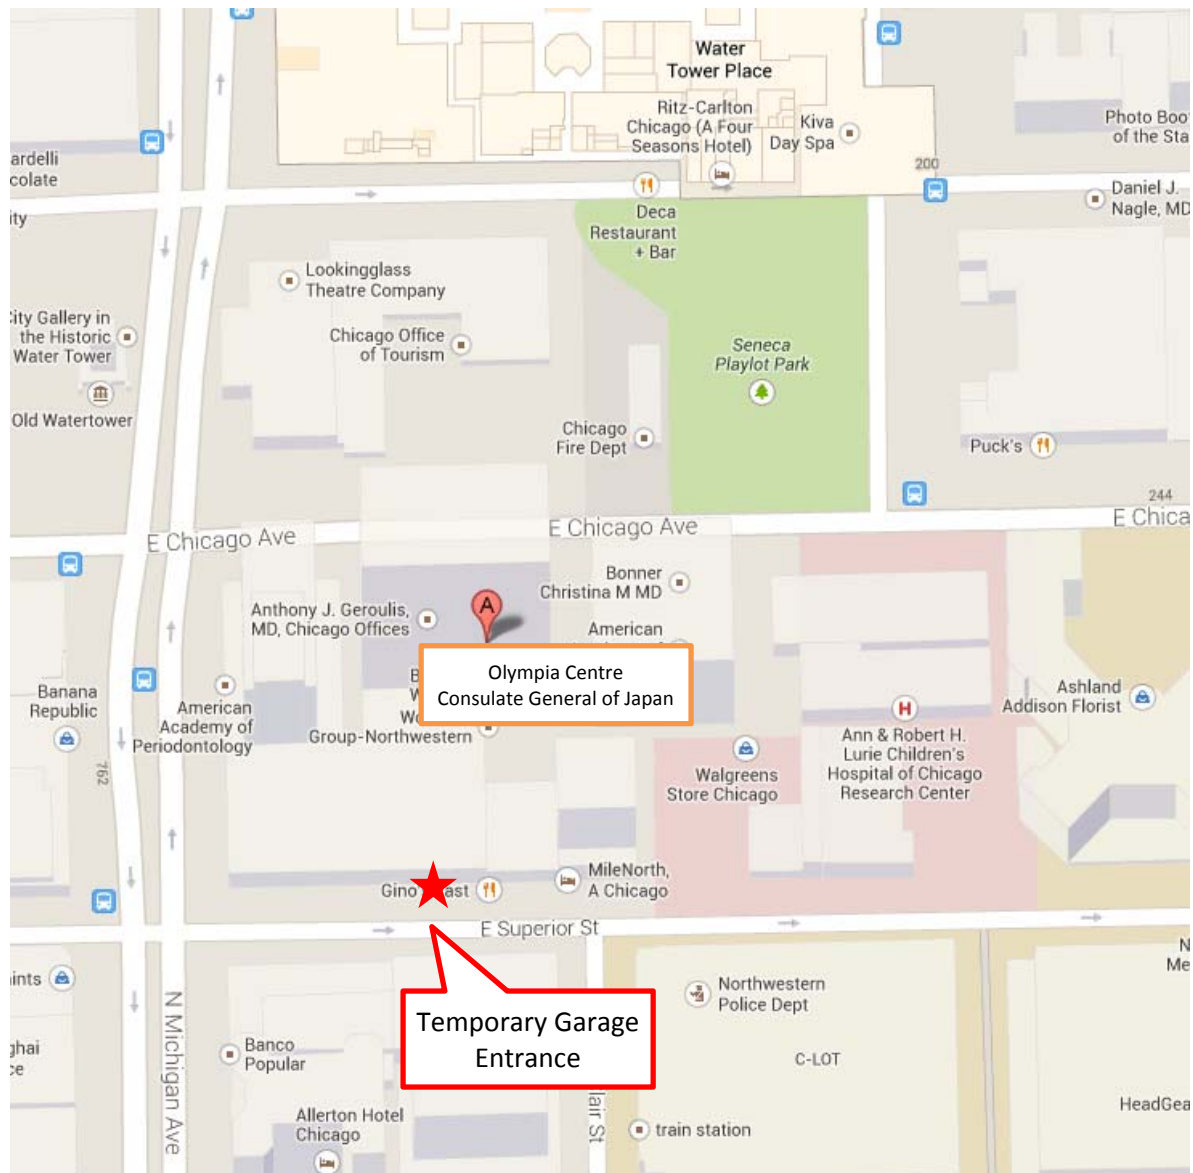 Water
Tower Place
Ritz-Carlton
Chicago (A Four
Seasons Hotel)
Kiva
Day Spa
Photo Boo
of the Sta
ardelli
colate
200
Daniel J.
Nagle, MD
ity
Deca
Restaurant
+ Bar
Lookingglass
Theatre Company
City Gallery in
the Historic
Water Tower
Chicago Office
of Tourism
Seneca
Playlot Park
Old Watertower
Chicago
Fire Dept
Puck's
244
E Chicago Ave
E Chicago Ave
E Chica
Bonner
Christina M MD
Anthony J. Geroulis,
MD, Chicago Offices
A
American
Olympia Centre
Consulate General of Japan
B
W
Wo
Group-Northwestern
Banana
Republic
American
Academy of
Periodontology
Ashland
Addison Florist
H
Ann & Robert H.
Lurie Children's
Hospital of Chicago
Research Center
762
Walgreens
Store Chicago
Gino
ast
MileNorth,
A Chicago
E Superior St
N
Me
ints
Northwestern
Police Dept
Temporary Garage
Entrance
N Michigan Ave
ghai
ce
Banco
Popular
C-LOT
Allerton Hotel
Chicago
lair St
train station
HeadGea